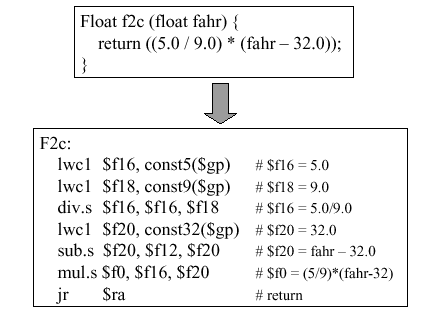 Float f2c (float fahr) {
return ((5.0 / 9.0) * (fahr – 32.0));
}
F2c:
lwc1 $f16, const5($gp) # $f16 = 5.0
lwc1 $f18, const9($gp) # $f18 = 9.0
div.s $f16, $f16, $f18 # $f16 = 5.0/9.0
lwc1 $f20, const32($gp) # $f20 = 32.0
sub.s $f20, $f12, $f20 # $f20 = fahr – 32.0
mul.s $f0, $f16, $f20 # $f0 = (5/9)*(fahr-32)
jr $ra # return